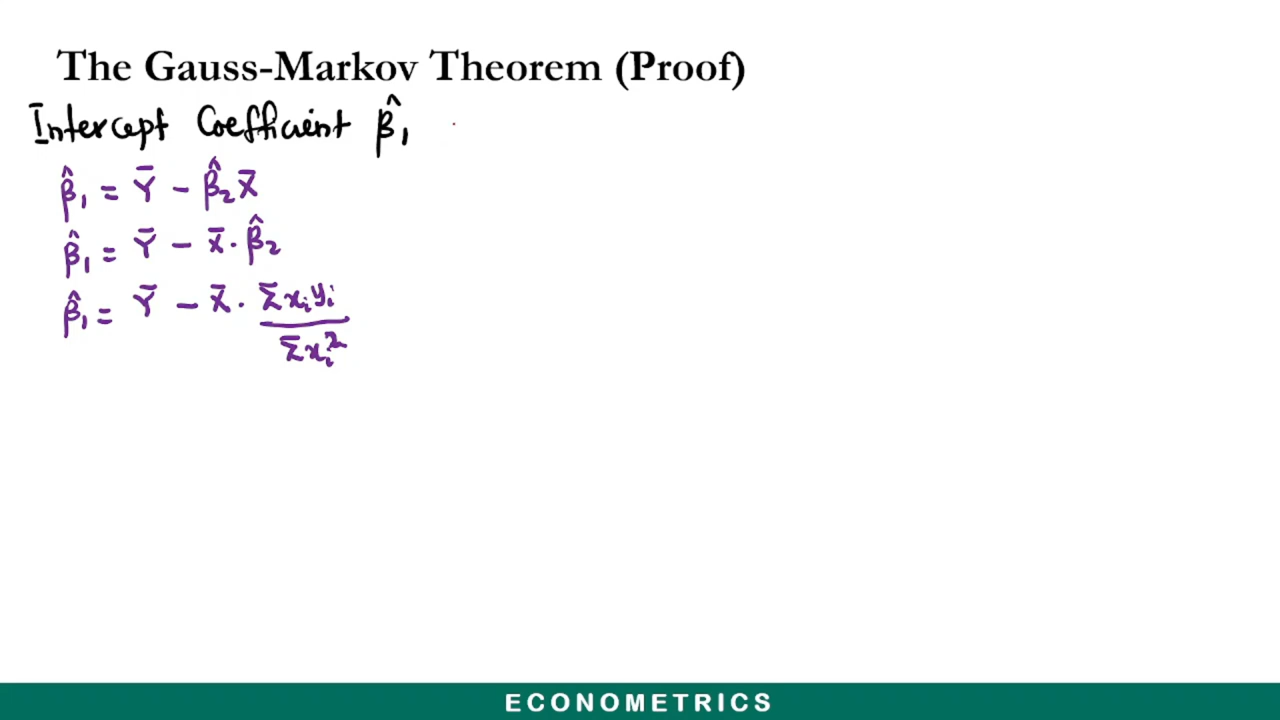 The Gauss-Markov Theorem (Proof)
Intercept Coefficient β̂₁
β̂₁ = Ȳ − β̂₂X̄
β̂₁ = Ȳ − X̄ · β̂₂
β̂₁ = Ȳ − X̄ · Σxᵢyᵢ
Σxᵢ²
ECONOMETRICS